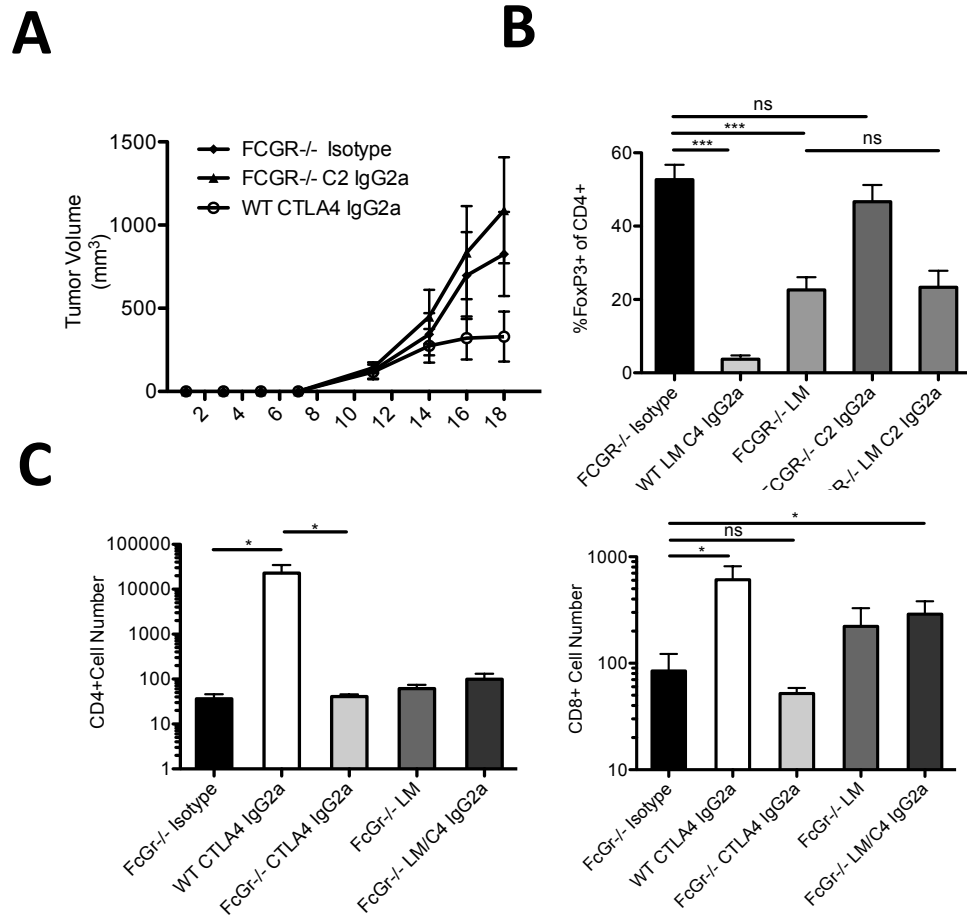 A
1500
1000
500
0
Tumor Volume
(mm³)
FCGR-/- Isotype
FCGR-/- C2 IgG2a
WT CTLA4 IgG2a
2 4 6 8 10 12 14 16 18
B
ns
***
***
ns
60
40
20
0
%FoxP3+ of CD4+
FCGR-/- Isotype
WT LM C4 IgG2a
FCGR-/- LM
FCGR-/- C2 IgG2a
GR-/- LM C2 IgG2a
C
*
*
100000
10000
1000
100
10
1
CD4+Cell Number
FcGr-/- Isotype
WT CTLA4 IgG2a
FcGr-/- CTLA4 IgG2a
FcGr-/- LM
FcGr-/- LM/C4 IgG2a
*
ns
*
1000
100
10
CD8+ Cell Number
FcGr-/- Isotype
WT CTLA4 IgG2a
FcGr-/- CTLA4 IgG2a
FcGr-/- LM
FcGr-/- LM/C4 IgG2a